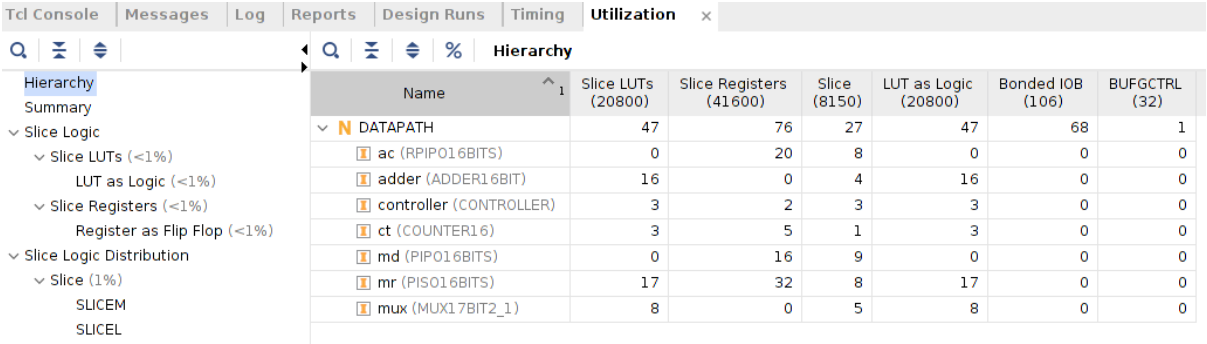 Tcl Console Messages Log Reports Design Runs Timing Utilization ×
% Hierarchy
Hierarchy
Summary
Slice Logic
Slice LUTs (<1%)
LUT as Logic (<1%)
Slice Registers (<1%)
Register as Flip Flop (<1%)
Slice Logic Distribution
Slice (1%)
SLICEM
SLICEL
Name 1 Slice LUTs (20800) Slice Registers (41600) Slice (8150) LUT as Logic (20800) Bonded IOB (106) BUFGCTRL (32)
N DATAPATH 47 76 27 47 68 1
I ac (RPIPO16BITS) 0 20 8 0 0 0
I adder (ADDER16BIT) 16 0 4 16 0 0
I controller (CONTROLLER) 3 2 3 3 0 0
I ct (COUNTER16) 3 5 1 3 0 0
I md (PIPO16BITS) 0 16 9 0 0 0
I mr (PISO16BITS) 17 32 8 17 0 0
I mux (MUX17BIT2_1) 8 0 5 8 0 0